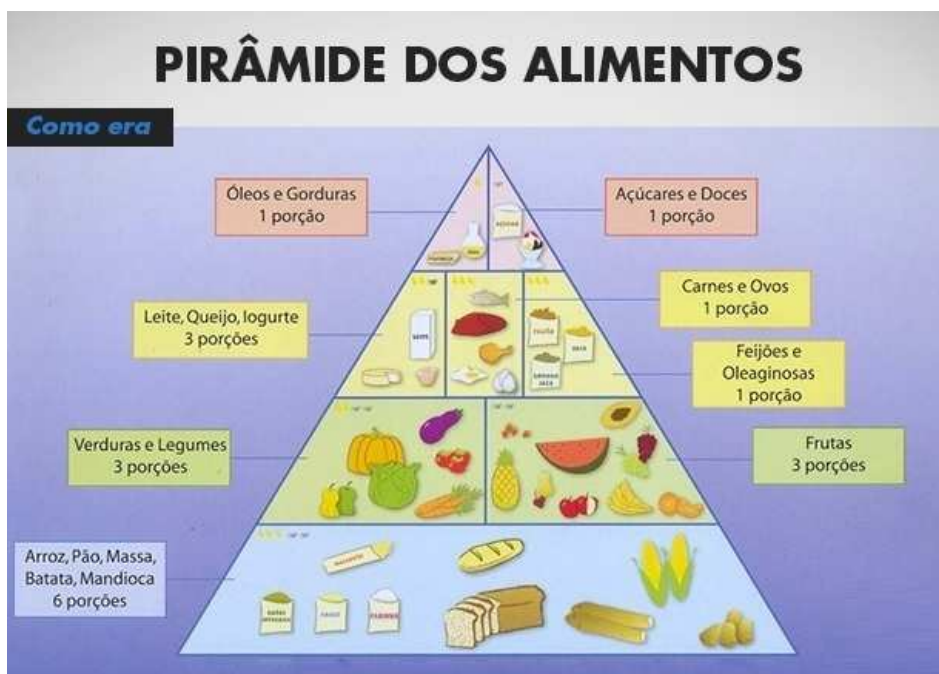 PIRÂMIDE DOS ALIMENTOS
Como era
Óleos e Gorduras
1 porção
Açúcares e Doces
1 porção
Leite, Queijo, Iogurte
3 porções
Carnes e Ovos
1 porção
Feijões e
Oleaginosas
1 porção
Verduras e Legumes
3 porções
Frutas
3 porções
Arroz, Pão, Massa,
Batata, Mandioca
6 porções